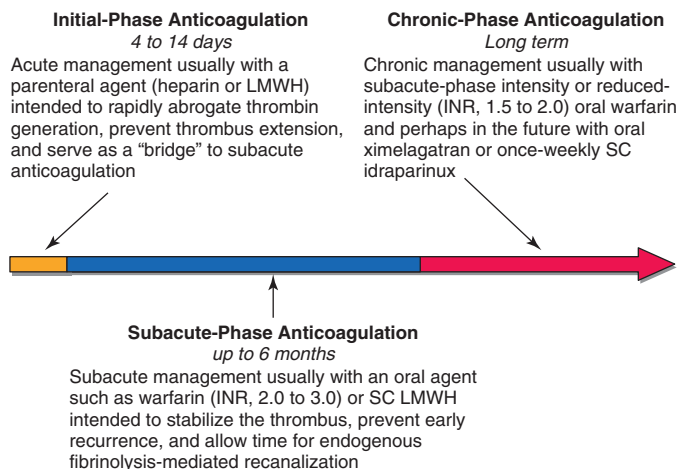 Initial-Phase Anticoagulation
4 to 14 days
Acute management usually with a
parenteral agent (heparin or LMWH)
intended to rapidly abrogate thrombin
generation, prevent thrombus extension,
and serve as a “bridge” to subacute
anticoagulation
Chronic-Phase Anticoagulation
Long term
Chronic management usually with
subacute-phase intensity or reduced-
intensity (INR, 1.5 to 2.0) oral warfarin
and perhaps in the future with oral
ximelagatran or once-weekly SC
idraparinux
Subacute-Phase Anticoagulation
up to 6 months
Subacute management usually with an oral agent
such as warfarin (INR, 2.0 to 3.0) or SC LMWH
intended to stabilize the thrombus, prevent early
recurrence, and allow time for endogenous
fibrinolysis-mediated recanalization